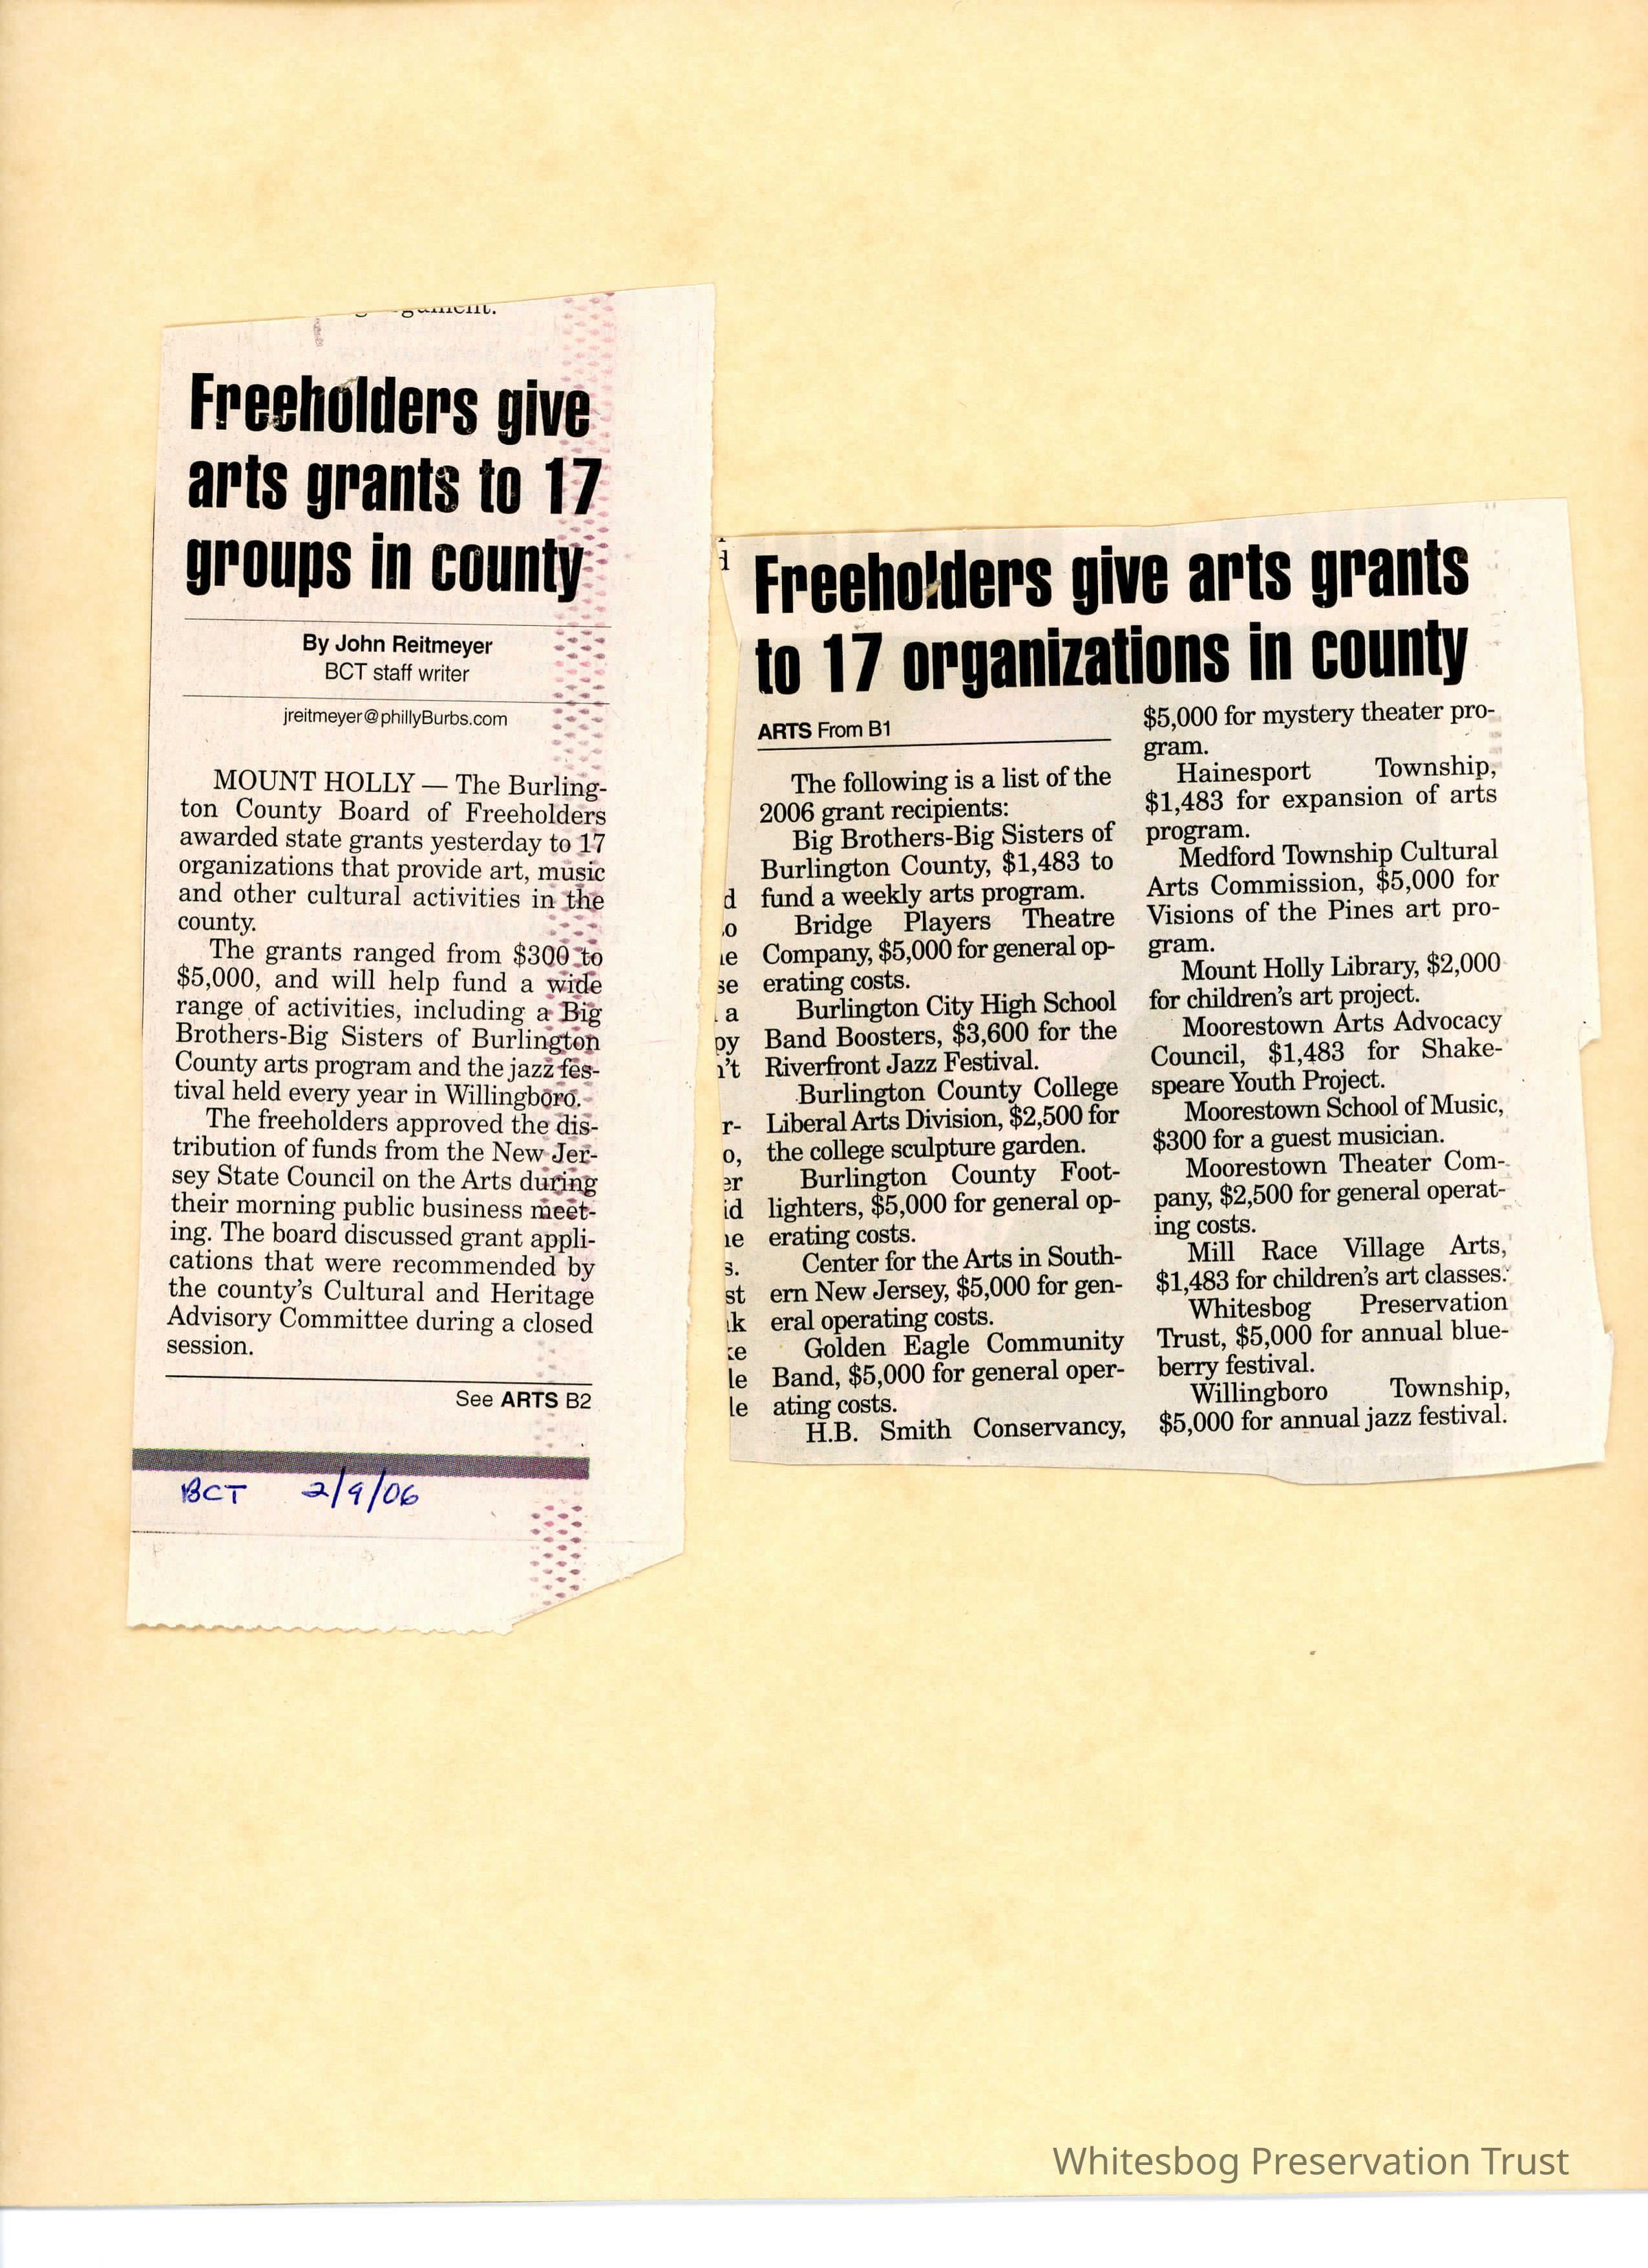 Freeholders give
arts grants to 17
groups in county
By John Reitmeyer
BCT staff writer
jreitmeyer@phillyBurbs.com
MOUNT HOLLY — The Burling-
ton County Board of Freeholders
awarded state grants yesterday to 17
organizations that provide art, music
and other cultural activities in the
county.
The grants ranged from $300 to
$5,000, and will help fund a wide
range of activities, including a Big
Brothers-Big Sisters of Burlington
County arts program and the jazz fes-
tival held every year in Willingboro.
The freeholders approved the dis-
tribution of funds from the New Jer-
sey State Council on the Arts during
their morning public business meet-
ing. The board discussed grant appli-
cations that were recommended by
the county's Cultural and Heritage
Advisory Committee during a closed
session.
See ARTS B2
BCT 2/9/06
Freeholders give arts grants
to 17 organizations in county
ARTS From B1
The following is a list of the
2006 grant recipients:
Big Brothers-Big Sisters of
Burlington County, $1,483 to
fund a weekly arts program.
Bridge Players Theatre
Company, $5,000 for general op-
erating costs.
Burlington City High School
Band Boosters, $3,600 for the
Riverfront Jazz Festival.
Burlington County College
Liberal Arts Division, $2,500 for
the college sculpture garden.
Burlington County Foot-
lighters, $5,000 for general op-
erating costs.
Center for the Arts in South-
ern New Jersey, $5,000 for gen-
eral operating costs.
Golden Eagle Community
Band, $5,000 for general oper-
ating costs.
H.B. Smith Conservancy,
$5,000 for mystery theater pro-
gram.
Hainesport Township,
$1,483 for expansion of arts
program.
Medford Township Cultural
Arts Commission, $5,000 for
Visions of the Pines art pro-
gram.
Mount Holly Library, $2,000
for children's art project.
Moorestown Arts Advocacy
Council, $1,483 for Shake-
speare Youth Project.
Moorestown School of Music,
$300 for a guest musician.
Moorestown Theater Com-
pany, $2,500 for general operat-
ing costs.
Mill Race Village Arts,
$1,483 for children's art classes.
Whitesbog Preservation
Trust, $5,000 for annual blue-
berry festival.
Willingboro Township,
$5,000 for annual jazz festival.
Whitesbog Preservation Trust